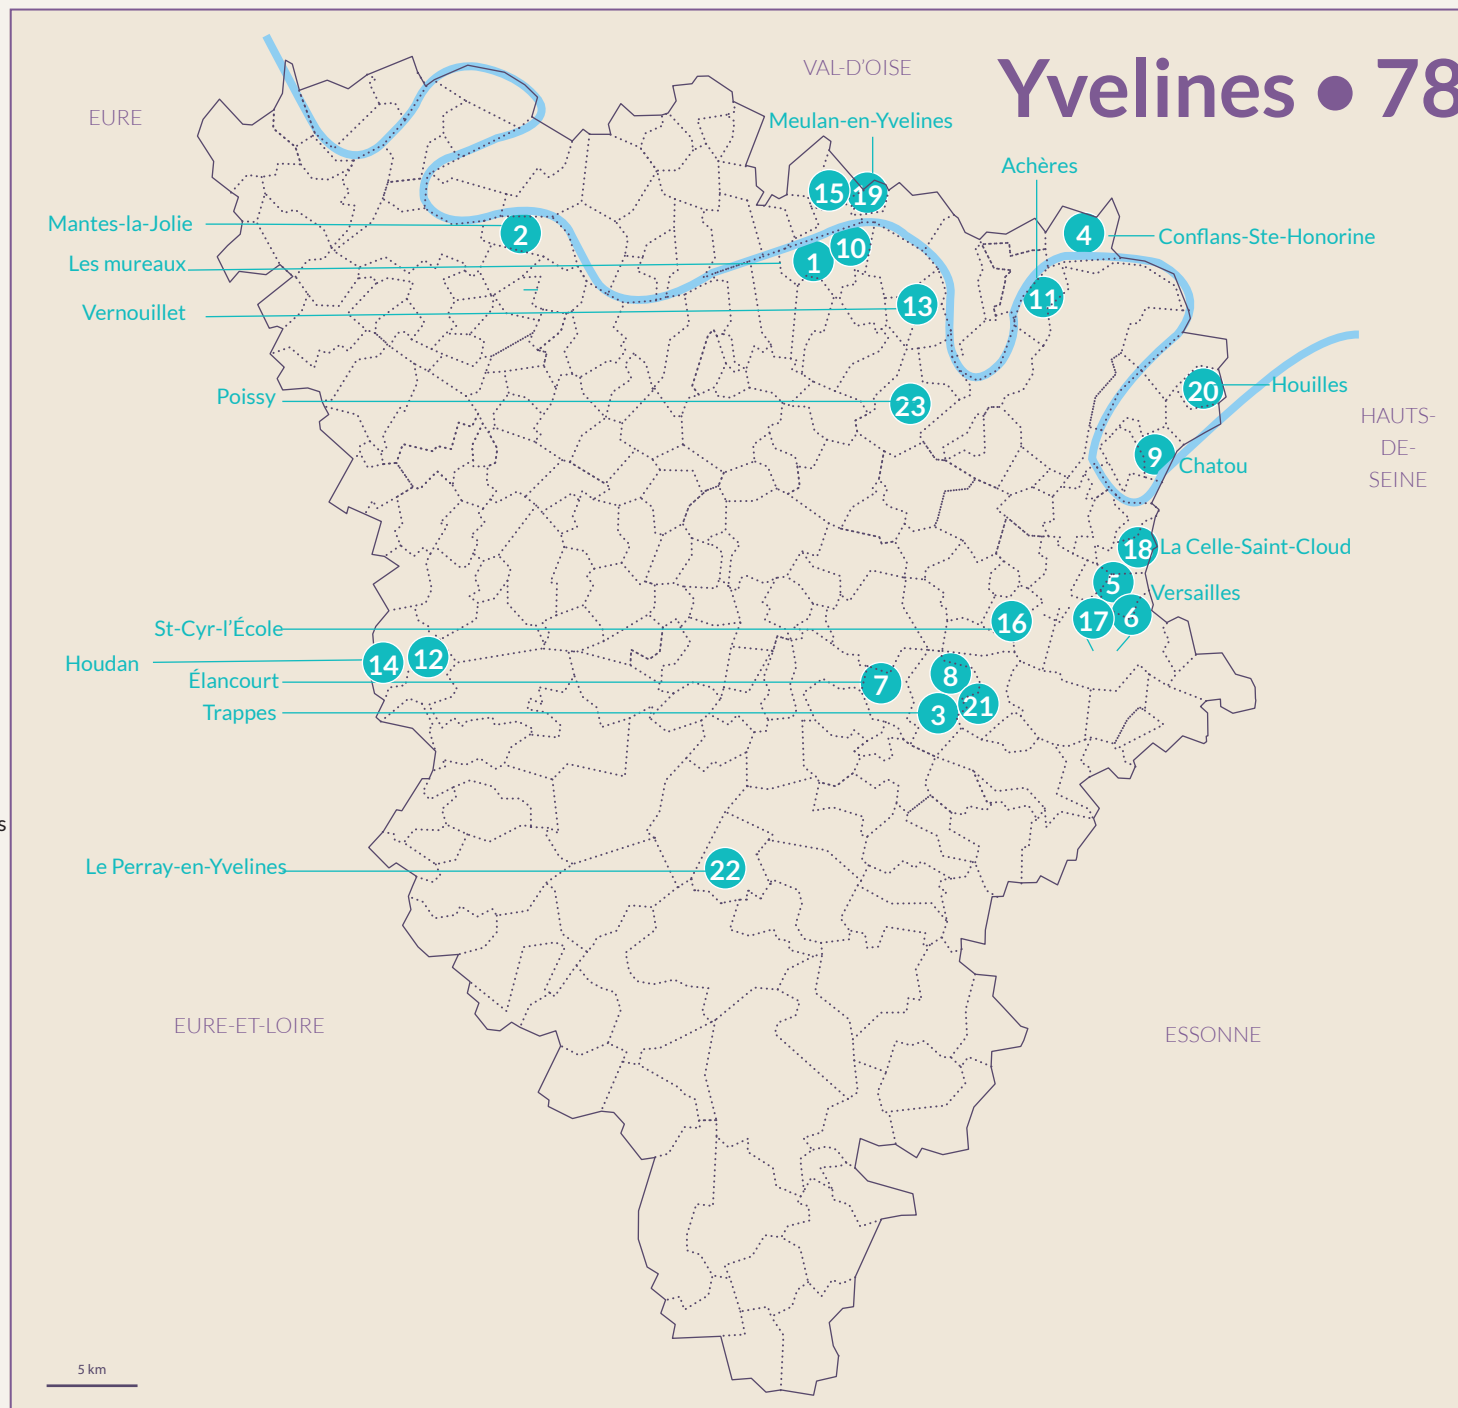 VAL-D'OISE
Yvelines • 78
EURE
Meulan-en-Yvelines
Achères
15
19
Mantes-la-Jolie
2
4
Conflans-Ste-Honorine
10
Les mureaux
1
11
Vernouillet
13
20
Houilles
Poissy
23
HAUTS-
DE-
SEINE
9
Chatou
18
La Celle-Saint-Cloud
5
Versailles
17
6
St-Cyr-l'École
16
Houdan
14
12
Élancourt
7
8
Trappes
3
21
s
Le Perray-en-Yvelines
22
EURE-ET-LOIRE
ESSONNE
5 km